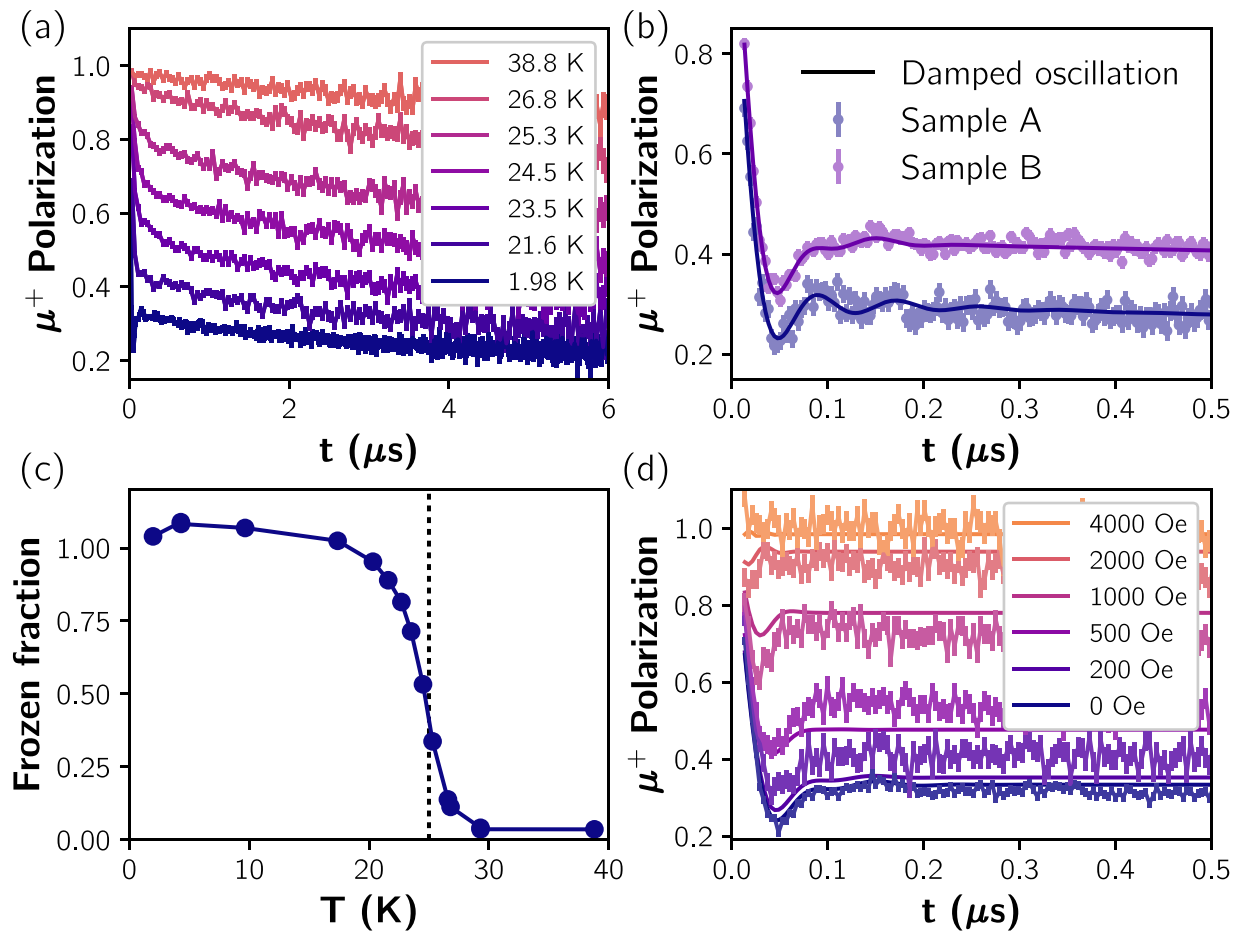 (a)
μ⁺ Polarization
1.0
0.8
0.6
0.4
0.2
0
2
4
6
t (μs)
38.8 K
26.8 K
25.3 K
24.5 K
23.5 K
21.6 K
1.98 K
(b)
μ⁺ Polarization
0.8
0.6
0.4
0.2
0.0
0.1
0.2
0.3
0.4
0.5
t (μs)
Damped oscillation
Sample A
Sample B
(c)
Frozen fraction
1.00
0.75
0.50
0.25
0.00
0
10
20
30
40
T (K)
(d)
μ⁺ Polarization
1.0
0.8
0.6
0.4
0.2
0.0
0.1
0.2
0.3
0.4
0.5
t (μs)
4000 Oe
2000 Oe
1000 Oe
500 Oe
200 Oe
0 Oe